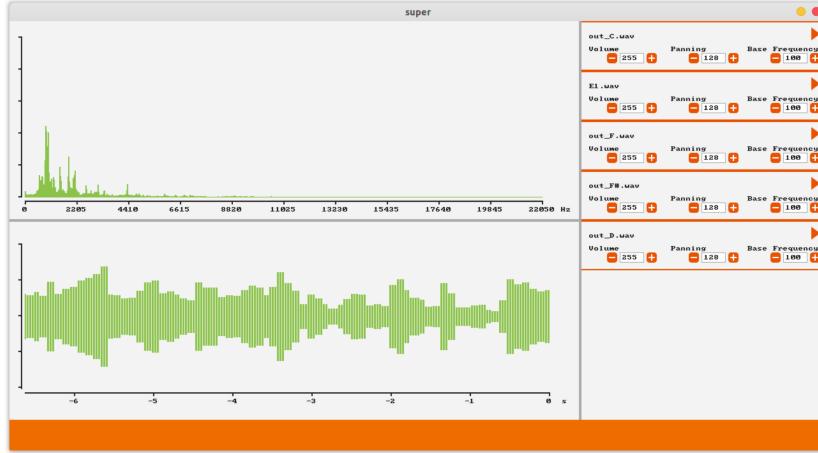 super
out_C.wav
Volume Panning Base Frequency
255 128 100
E1.wav
Volume Panning Base Frequency
255 128 100
out_F.wav
Volume Panning Base Frequency
255 128 100
out_F#.wav
Volume Panning Base Frequency
255 128 100
out_D.wav
Volume Panning Base Frequency
255 128 100
0 2205 4410 6615 8820 11025 13230 15435 17640 19845 22050 Hz
-6 -5 -4 -3 -2 -1 0 s